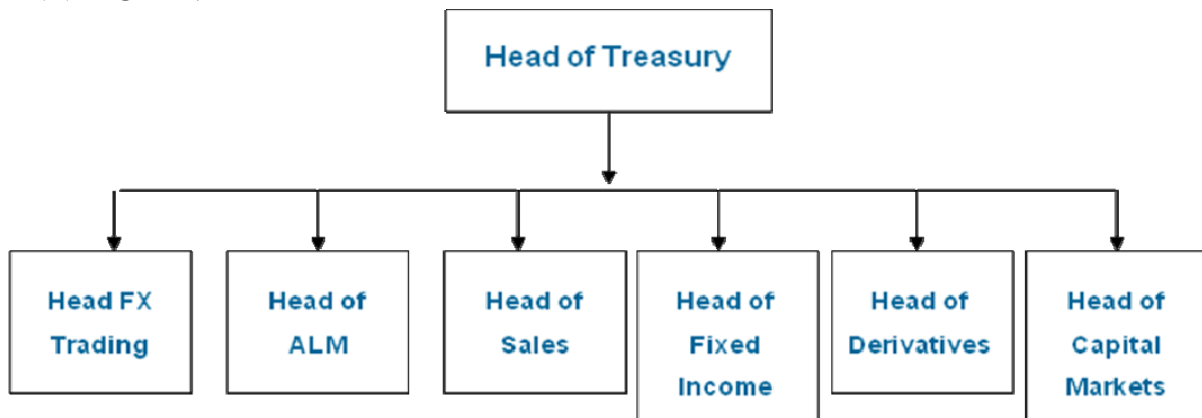 Head of Treasury
Head FX
Trading
Head of
ALM
Head of
Sales
Head of
Fixed
Income
Head of
Derivatives
Head of
Capital
Markets